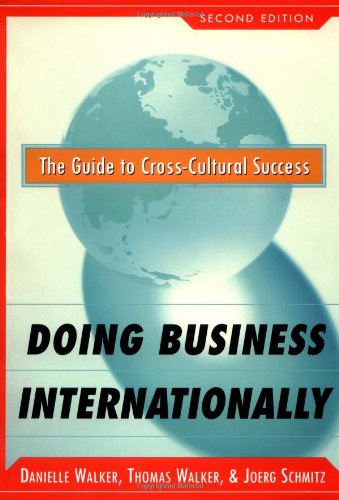 SECOND EDITION
The Guide to Cross-Cultural Success
DOING BUSINESS
INTERNATIONALLY
DANIELLE WALKER, THOMAS WALKER, & JOERG SCHMITZ